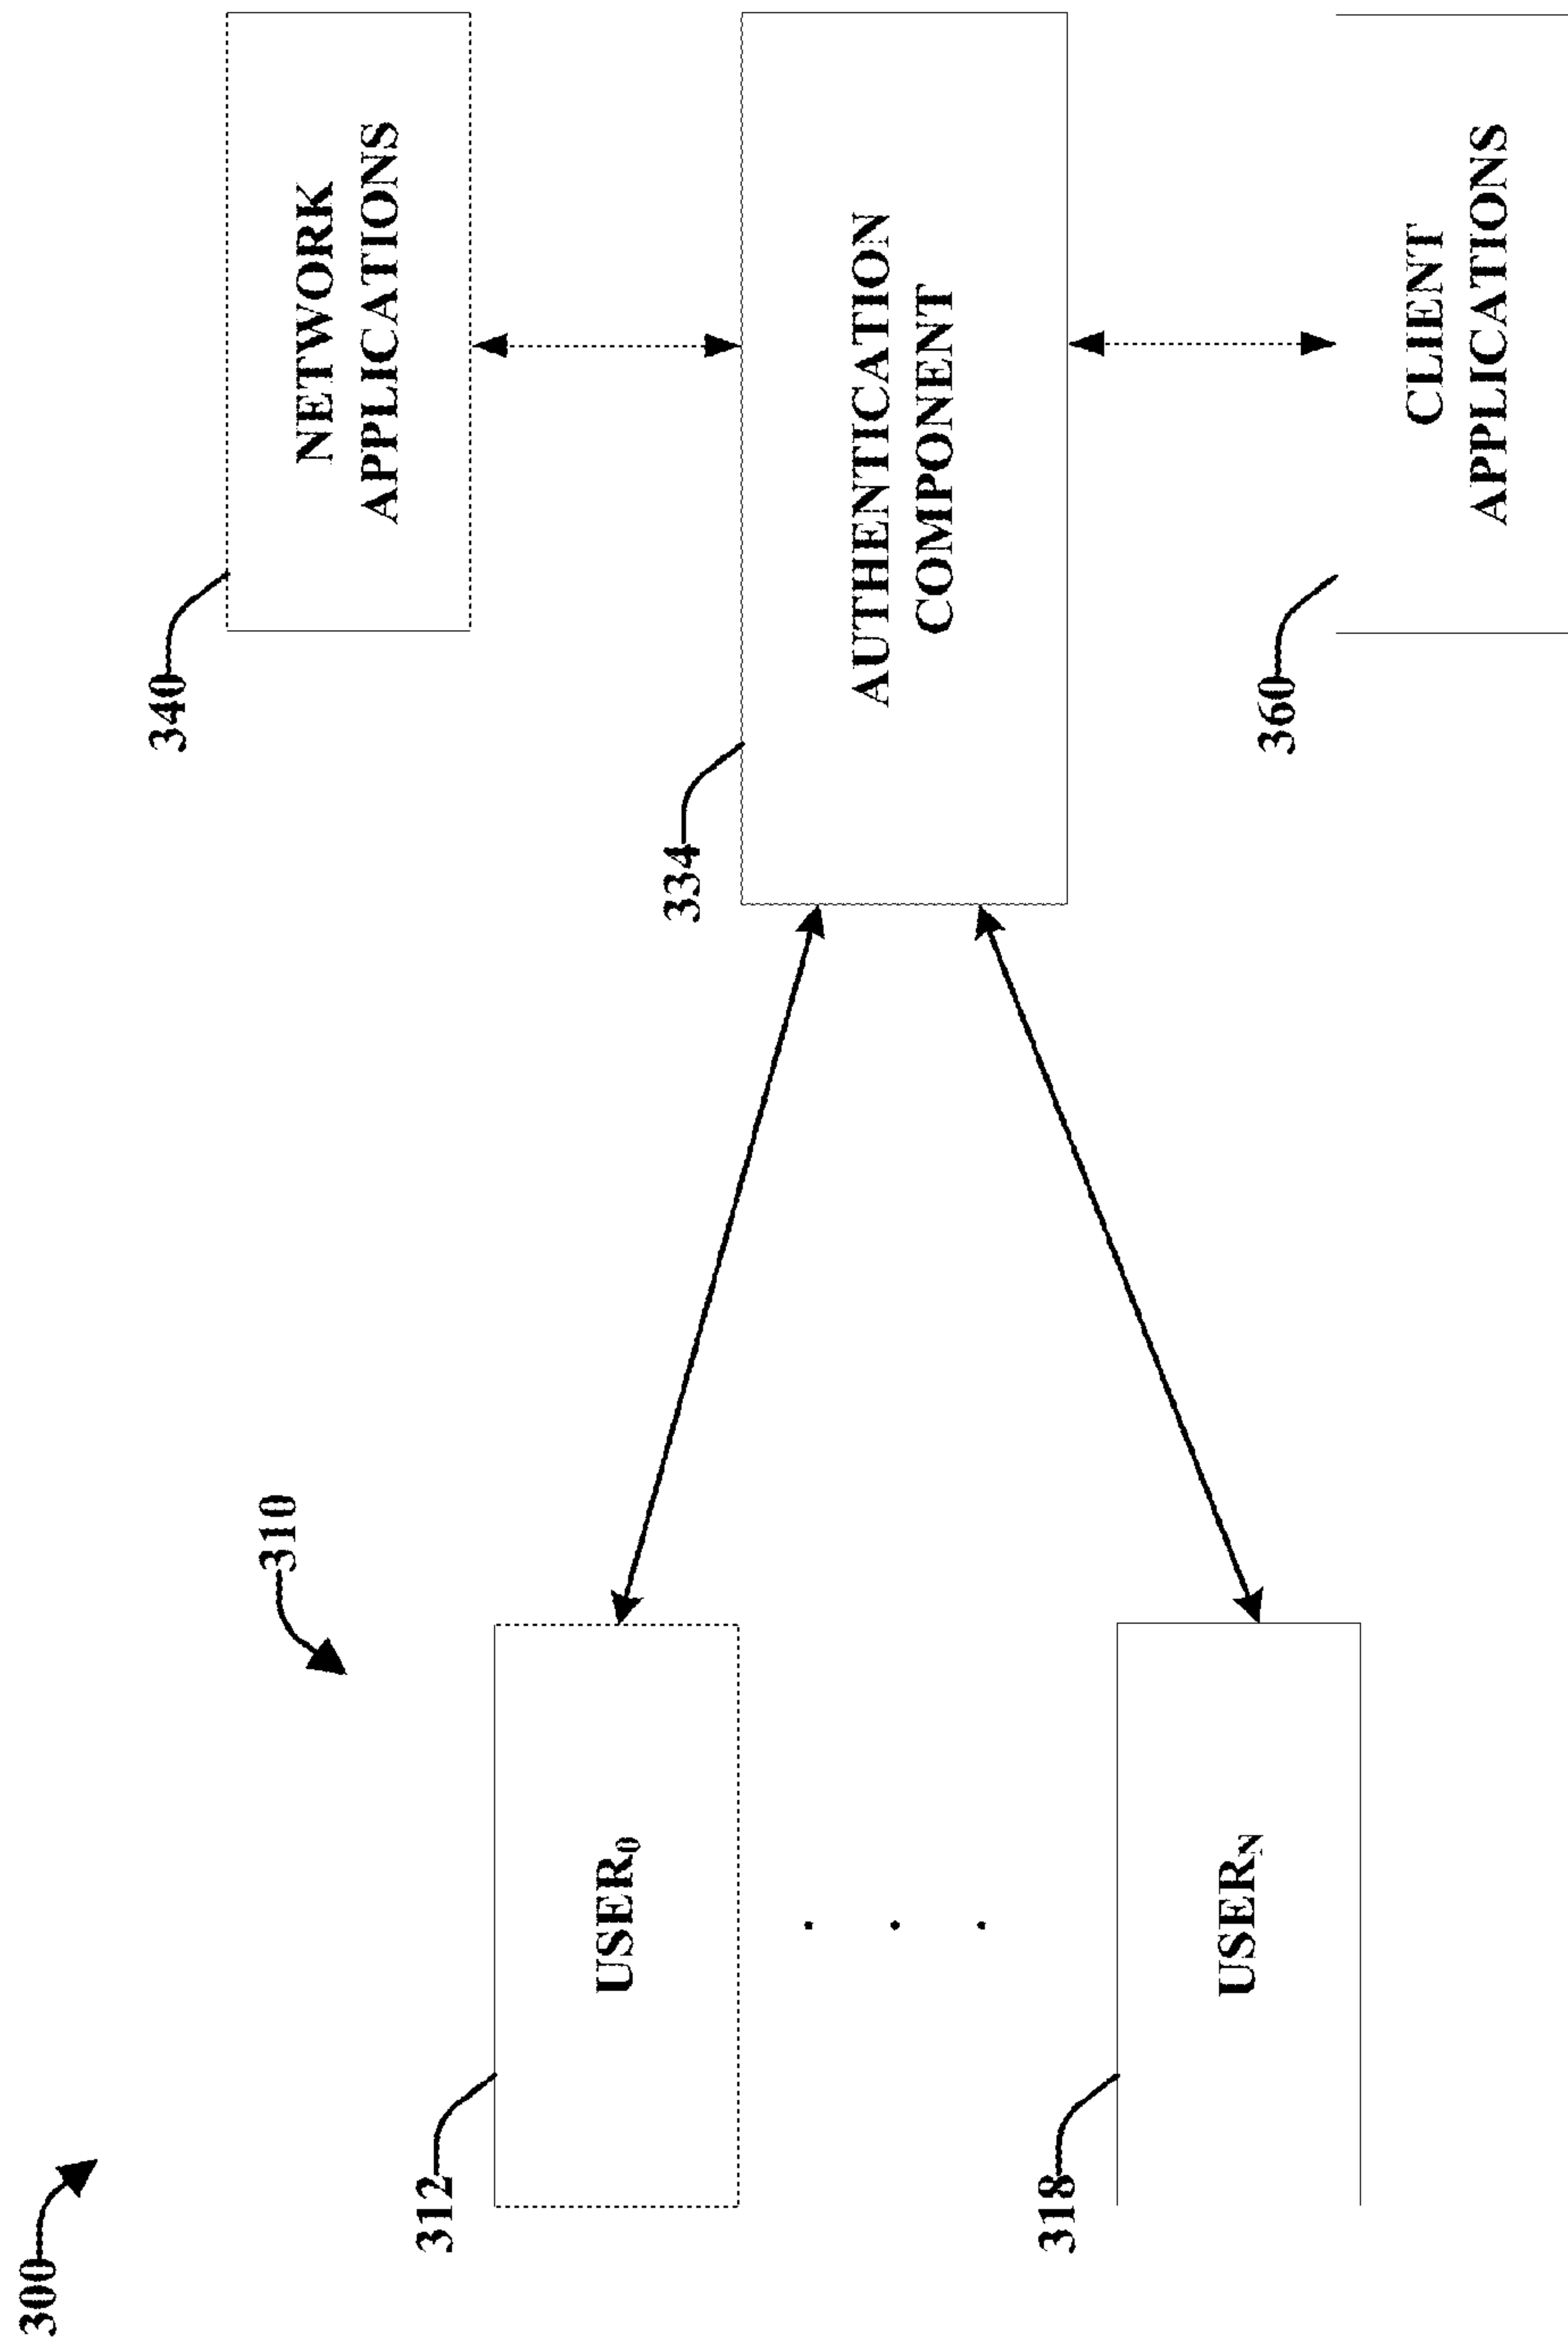 300
310
312
USER0
318
USERN
334
AUTHENTICATION
COMPONENT
340
NETWORK
APPLICATIONS
360
CLIENT
APPLICATIONS